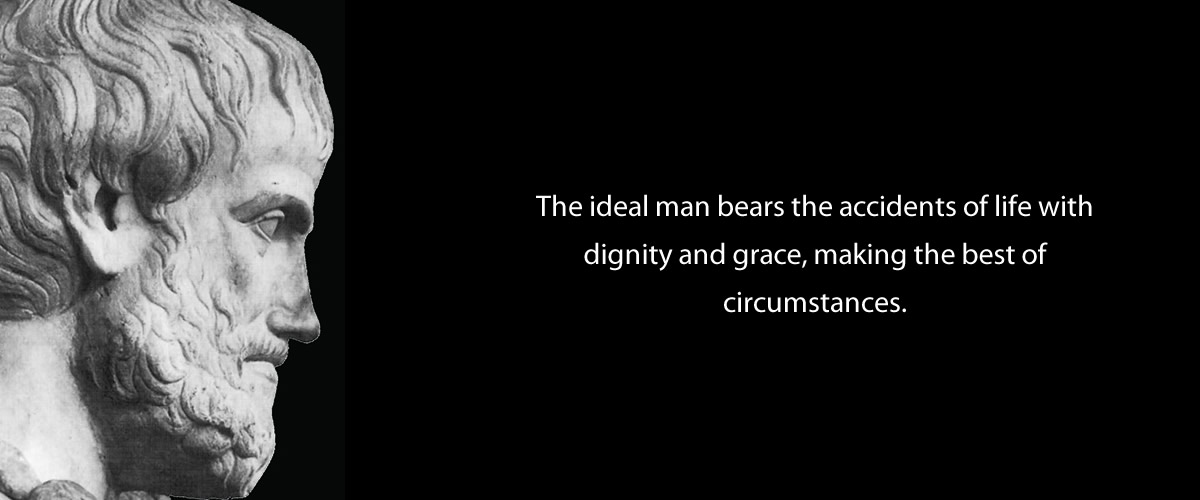 The ideal man bears the accidents of life with
dignity and grace, making the best of
circumstances.